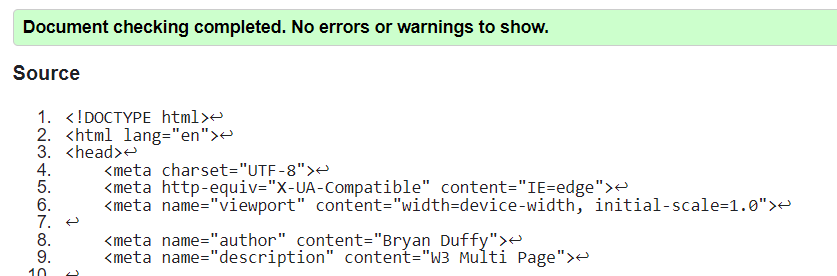 Document checking completed. No errors or warnings to show.
Source
1. <!DOCTYPE html>↩
2. <html lang="en">↩
3. <head>↩
4.     <meta charset="UTF-8">↩
5.     <meta http-equiv="X-UA-Compatible" content="IE=edge">↩
6.     <meta name="viewport" content="width=device-width, initial-scale=1.0">↩
7. ↩
8.     <meta name="author" content="Bryan Duffy">↩
9.     <meta name="description" content="W3 Multi Page">↩
10. ↩